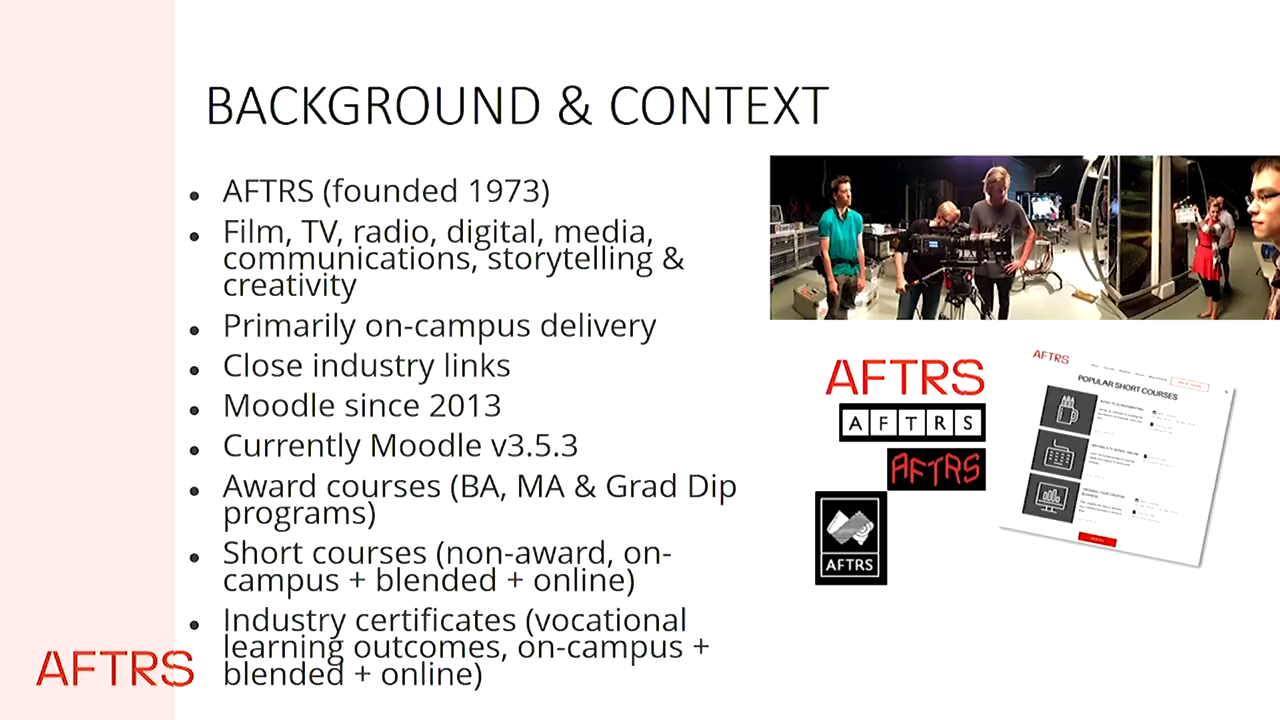 BACKGROUND & CONTEXT
AFTRS (founded 1973)
Film, TV, radio, digital, media,
communications, storytelling &
creativity
Primarily on-campus delivery
Close industry links
Moodle since 2013
Currently Moodle v3.5.3
Award courses (BA, MA & Grad Dip
programs)
Short courses (non-award, on-
campus + blended + online)
Industry certificates (vocational
learning outcomes, on-campus +
blended + online)
AFTRS
AFTRS
AFTRS
AFTRS
AFTRS
AFTRS
POPULAR SHORT COURSES